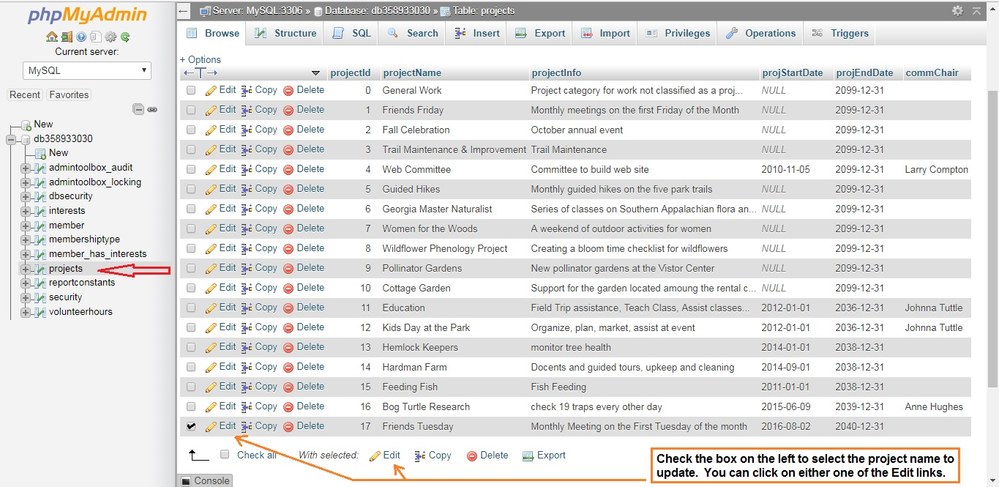 phpMyAdmin
Current server:
MySQL
Recent Favorites
New
db358933030
New
admintoolbox_audit
admintoolbox_locking
dbsecurity
interests
member
membershiptype
member_has_interests
projects
reportconstants
security
volunteerhours
Server: MySQL:3306 » Database: db358933030 » Table: projects
Browse Structure SQL Search Insert Export Import Privileges Operations Triggers
+ Options
projectId projectName projectInfo projStartDate projEndDate commChair
Edit Copy Delete 0 General Work Project category for work not classified as a proj... NULL 2099-12-31
Edit Copy Delete 1 Friends Friday Monthly meetings on the first Friday of the Month NULL 2099-12-31
Edit Copy Delete 2 Fall Celebration October annual event NULL 2099-12-31
Edit Copy Delete 3 Trail Maintenance & Improvement Trail Maintenance NULL 2099-12-31
Edit Copy Delete 4 Web Committee Committee to build web site 2010-11-05 2099-12-31 Larry Compton
Edit Copy Delete 5 Guided Hikes Monthly guided hikes on the five park trails NULL 2099-12-31
Edit Copy Delete 6 Georgia Master Naturalist Series of classes on Southern Appalachian flora an... NULL 2099-12-31
Edit Copy Delete 7 Women for the Woods A weekend of outdoor activities for women NULL 2099-12-31
Edit Copy Delete 8 Wildflower Phenology Project Creating a bloom time checklist for wildflowers NULL 2099-12-31
Edit Copy Delete 9 Pollinator Gardens New pollinator gardens at the Vistor Center NULL 2099-12-31
Edit Copy Delete 10 Cottage Garden Support for the garden located amoung the rental c... NULL 2099-12-31
Edit Copy Delete 11 Education Field Trip assistance, Teach Class, Assist classes... 2012-01-01 2036-12-31 Johnna Tuttle
Edit Copy Delete 12 Kids Day at the Park Organize, plan, market, assist at event 2012-01-01 2036-12-31 Johnna Tuttle
Edit Copy Delete 13 Hemlock Keepers monitor tree health 2014-01-01 2038-12-31
Edit Copy Delete 14 Hardman Farm Docents and guided tours, upkeep and cleaning 2014-09-01 2038-12-31
Edit Copy Delete 15 Feeding Fish Fish Feeding 2011-01-01 2038-12-31
Edit Copy Delete 16 Bog Turtle Research check 19 traps every other day 2015-06-09 2039-12-31 Anne Hughes
Edit Copy Delete 17 Friends Tuesday Monthly Meeting on the First Tuesday of the month 2016-08-02 2040-12-31
Check all With selected: Edit Copy Delete Export
Check the box on the left to select the project name to
update. You can click on either one of the Edit links.
Console